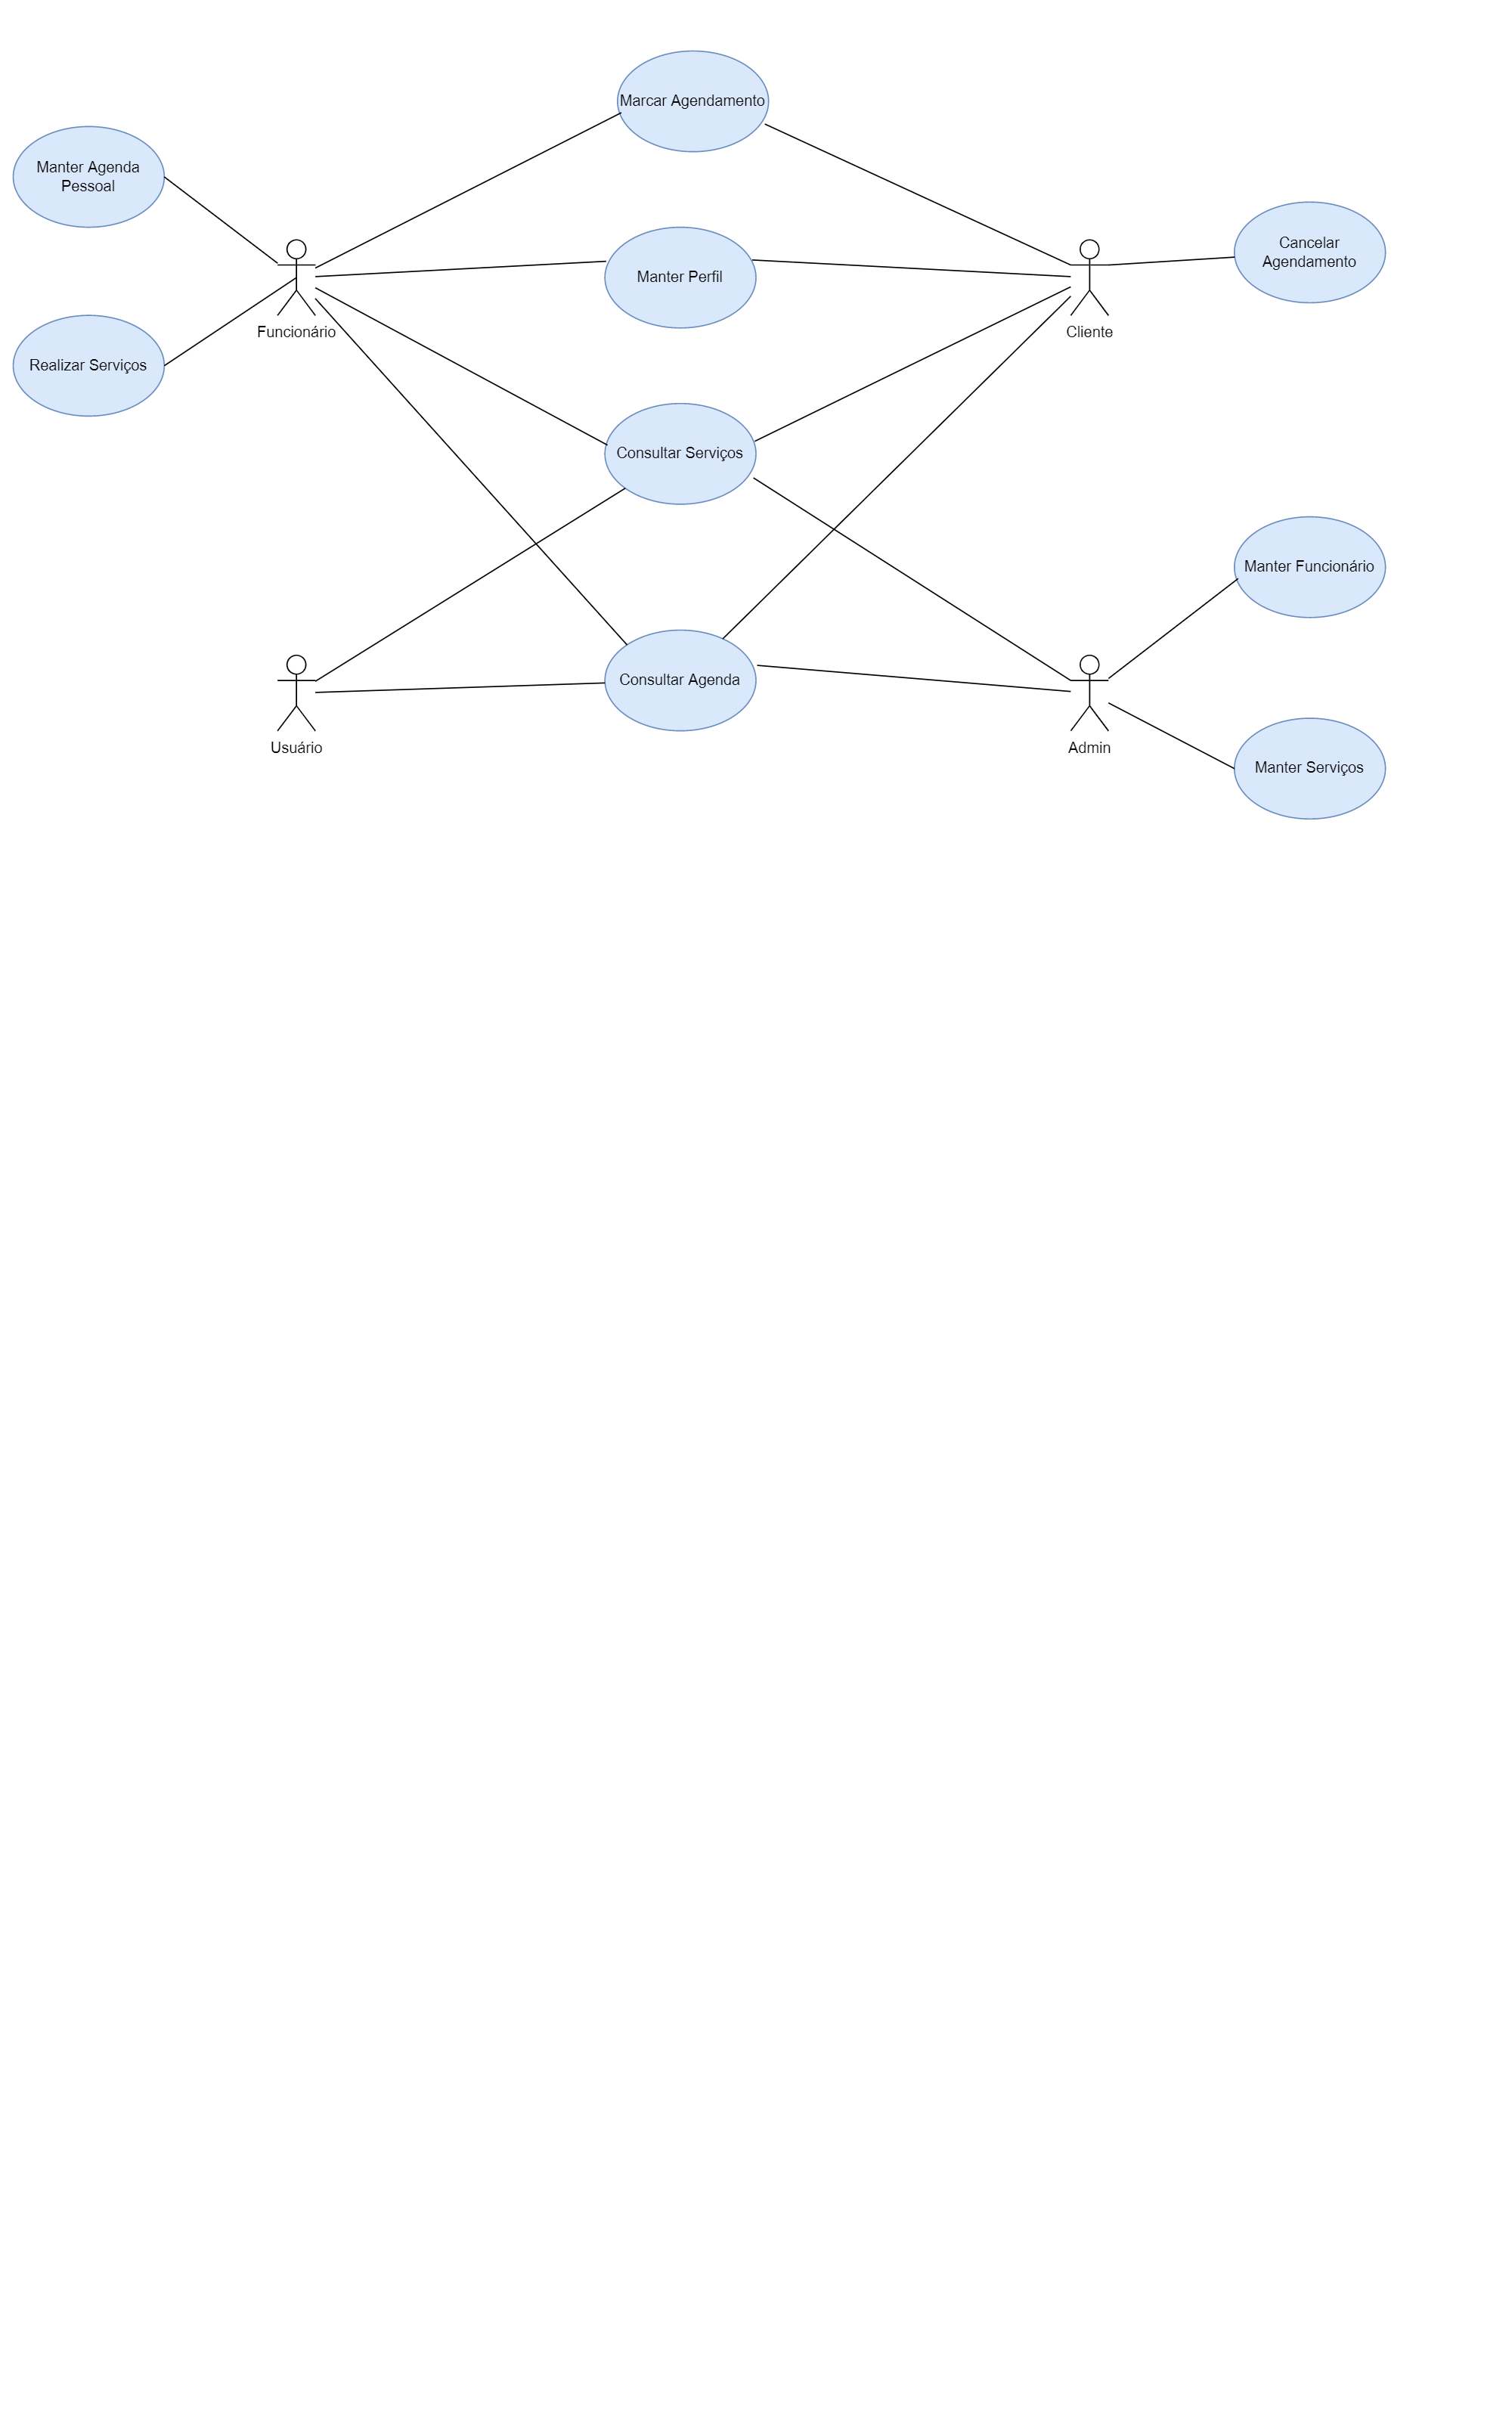 Marcar Agendamento
Manter Agenda
Pessoal
Cancelar
Agendamento
Manter Perfil
Funcionário
Cliente
Realizar Serviços
Consultar Serviços
Manter Funcionário
Consultar Agenda
Usuário
Admin
Manter Serviços